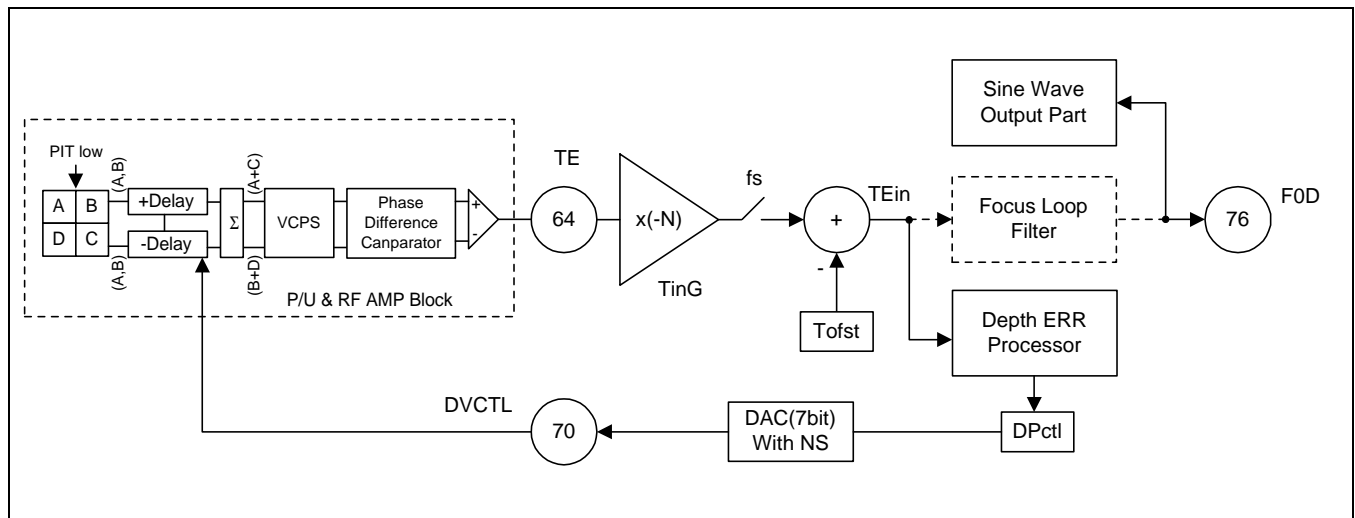 PIT low
A B
D C
(A,B)
(A,B)
+Delay
-Delay
Σ
(A+C)
(B+D)
VCPS
Phase
Difference
Canparator
+
-
P/U & RF AMP Block
TE
64
x(-N)
TinG
fs
+
-
Tofst
TEin
Sine Wave
Output Part
Focus Loop
Filter
76
F0D
Depth ERR
Processor
DPctl
DAC(7bit)
With NS
DVCTL
70